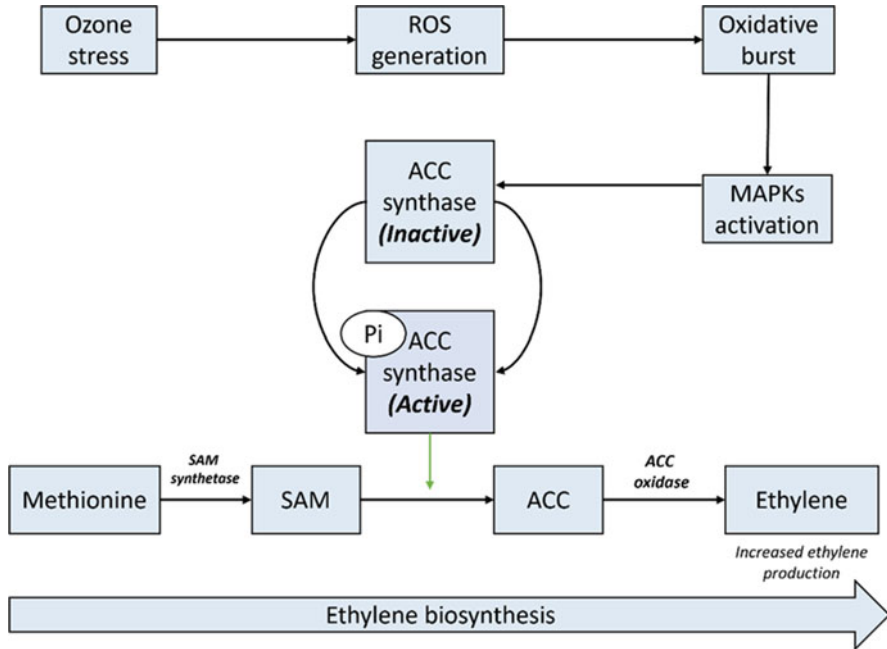 Ozone
stress
ROS
generation
Oxidative
burst
ACC
synthase
(Inactive)
MAPKs
activation
Pi
ACC
synthase
(Active)
SAM
synthetase
ACC
oxidase
Methionine
SAM
ACC
Ethylene
Increased ethylene
production
Ethylene biosynthesis